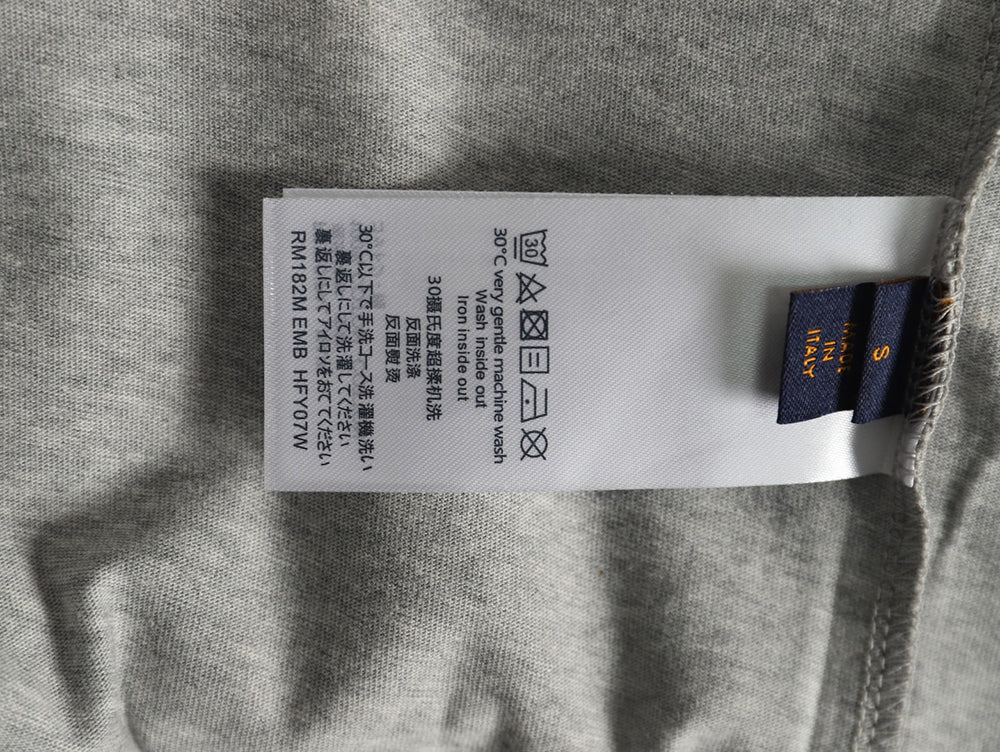 30
30°C very gentle machine wash
Wash inside out
Iron inside out
30摄氏度超揉机洗
反面洗涤
反面熨烫
30℃以下で手洗コース洗濯機洗い
裏返しにして洗濯してください
裏返しにしてアイロンをおててください
RM182M EMB HFY07W
S
MADE
IN
ITALY